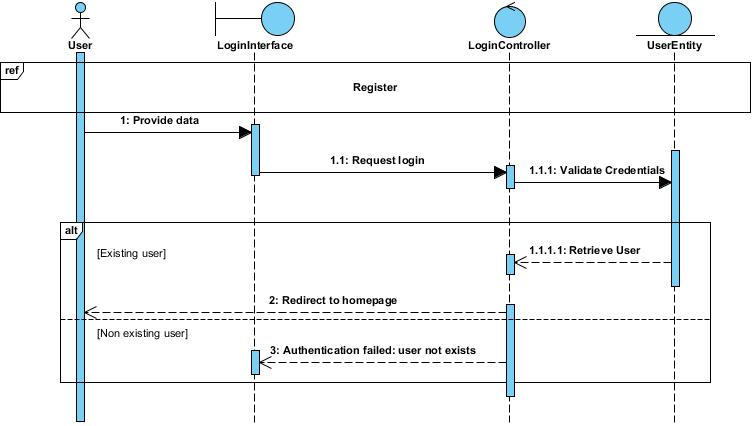 User
LoginInterface
LoginController
UserEntity
ref
Register
1: Provide data
1.1: Request login
1.1.1: Validate Credentials
alt
[Existing user]
1.1.1.1: Retrieve User
2: Redirect to homepage
[Non existing user]
3: Authentication failed: user not exists